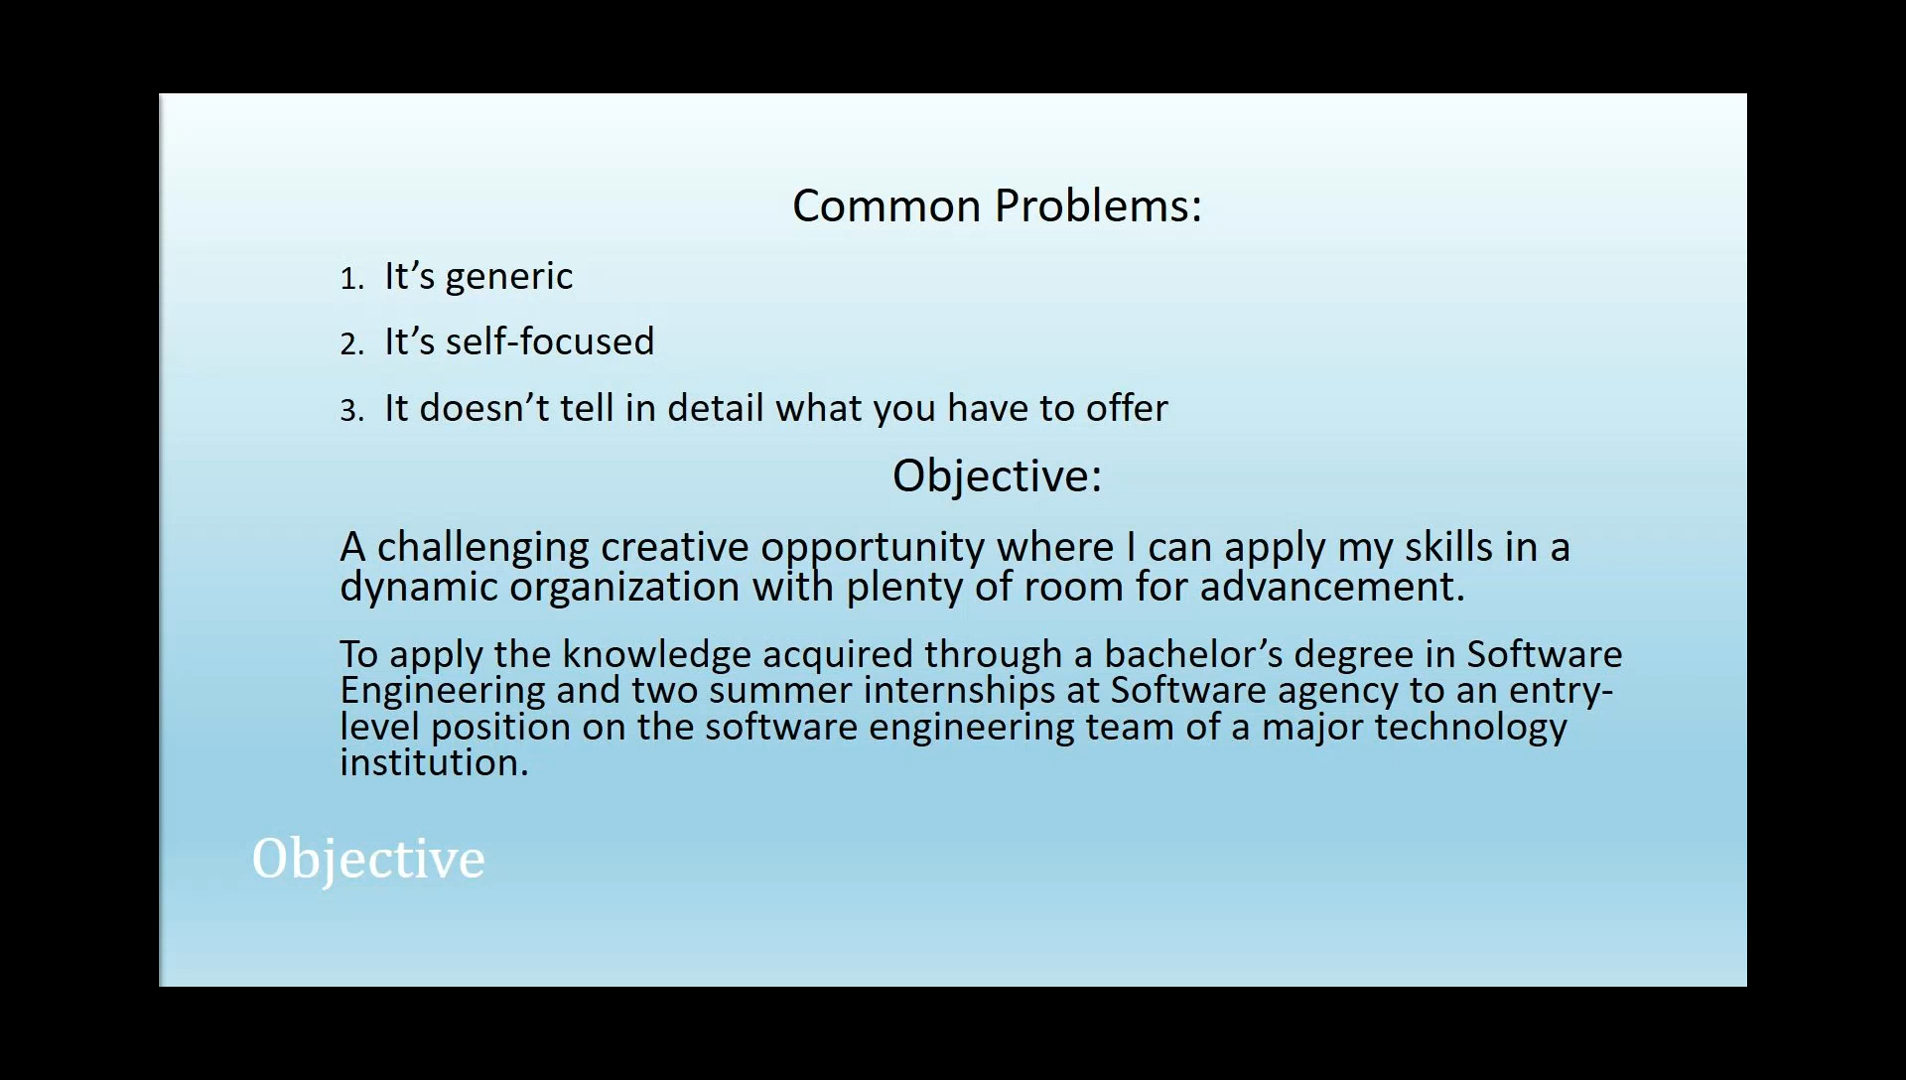 Common Problems:
1. It’s generic
2. It’s self-focused
3. It doesn’t tell in detail what you have to offer
Objective:
A challenging creative opportunity where I can apply my skills in a
dynamic organization with plenty of room for advancement.
To apply the knowledge acquired through a bachelor’s degree in Software
Engineering and two summer internships at Software agency to an entry-
level position on the software engineering team of a major technology
institution.
Objective